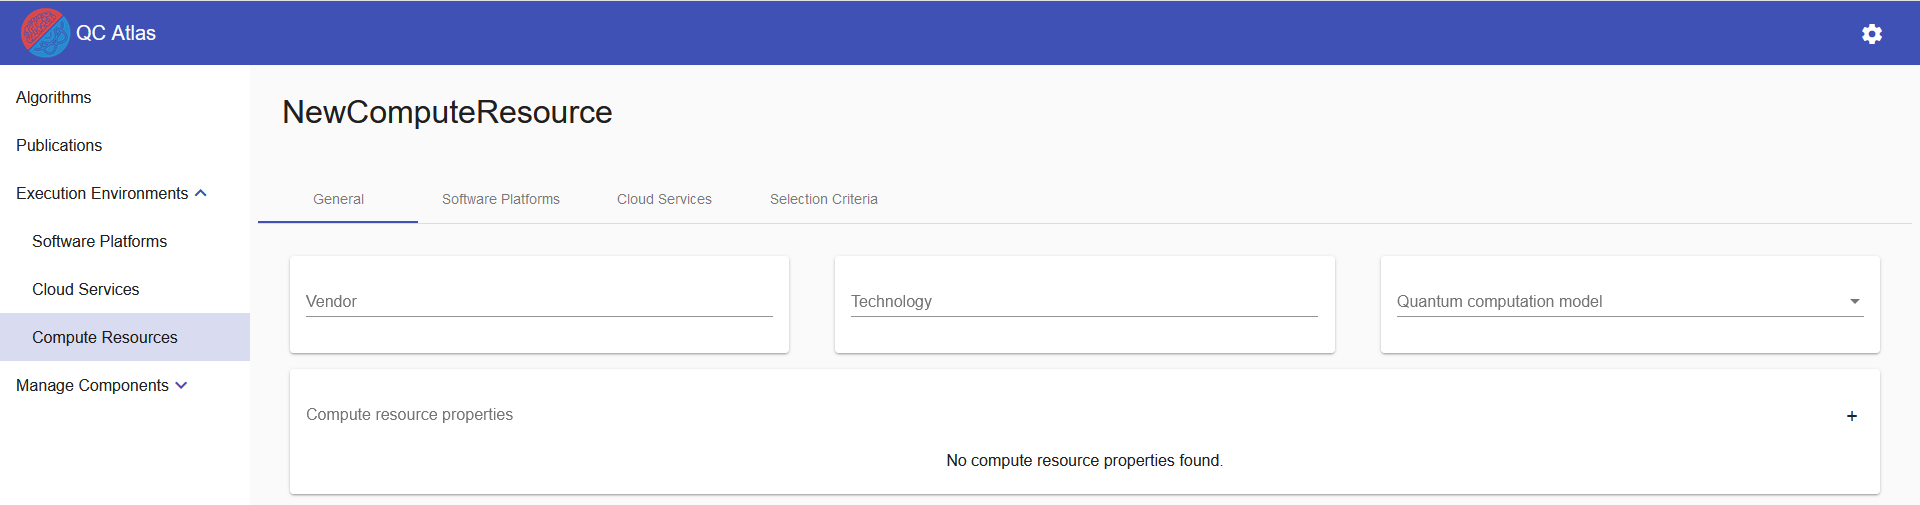 QC Atlas
Algorithms
Publications
Execution Environments
Software Platforms
Cloud Services
Compute Resources
Manage Components
NewComputeResource
General
Software Platforms
Cloud Services
Selection Criteria
Vendor
Technology
Quantum computation model
Compute resource properties
+
No compute resource properties found.